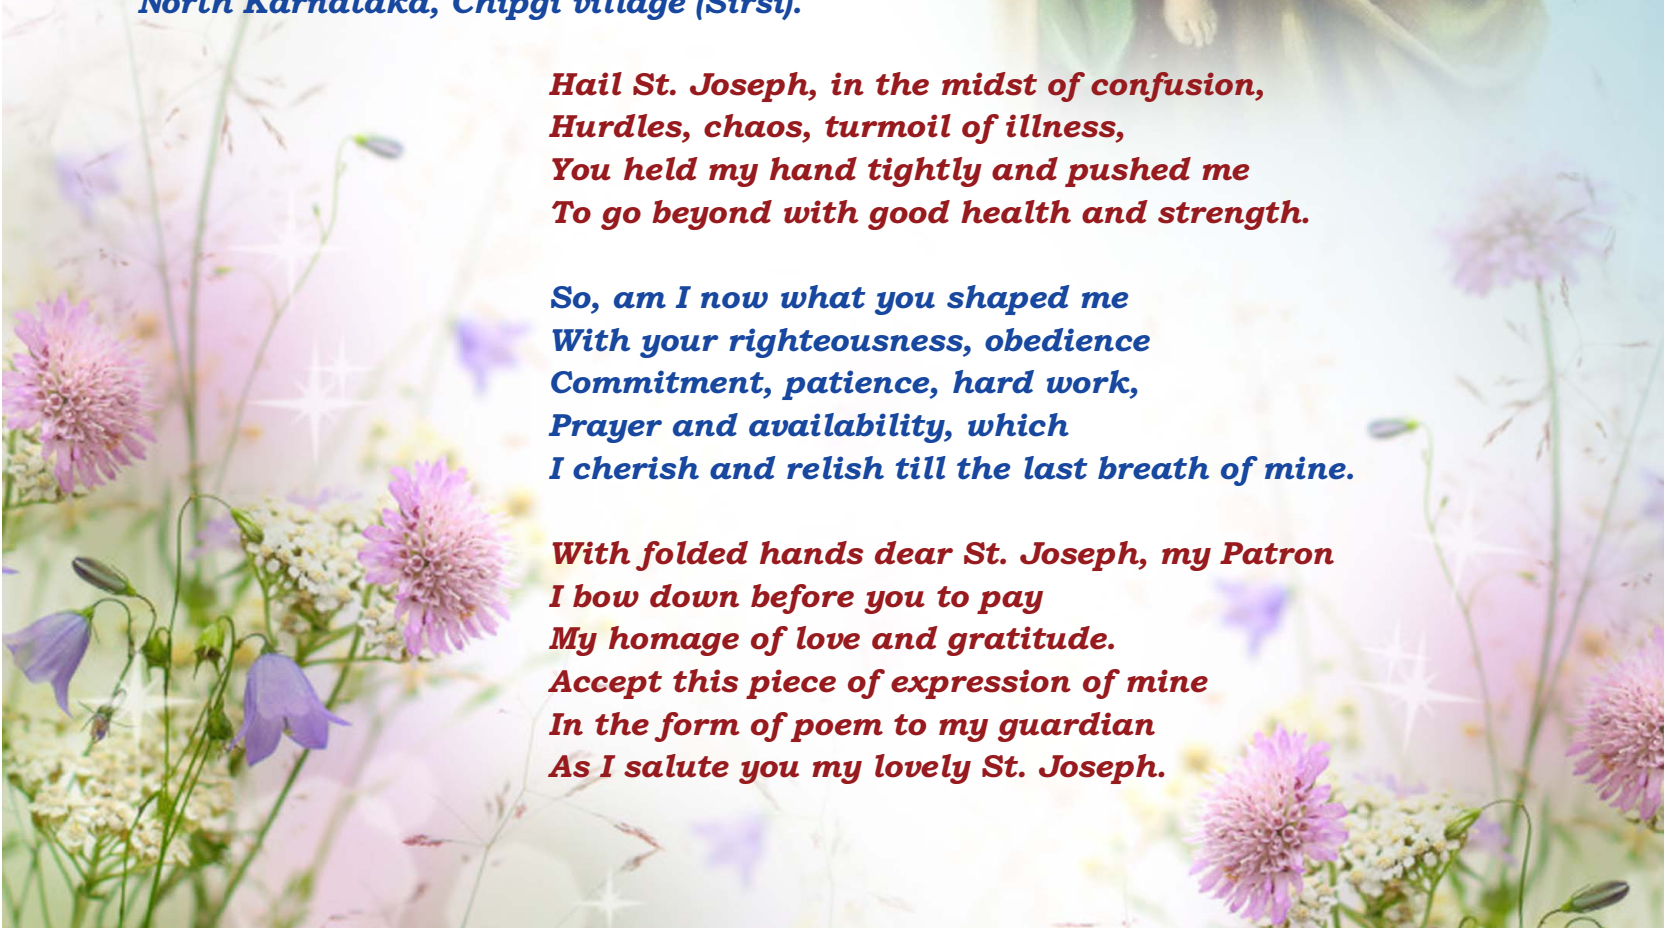 North Karnataka, Chipgi village (Sirsi).
Hail St. Joseph, in the midst of confusion,
Hurdles, chaos, turmoil of illness,
You held my hand tightly and pushed me
To go beyond with good health and strength.
So, am I now what you shaped me
With your righteousness, obedience
Commitment, patience, hard work,
Prayer and availability, which
I cherish and relish till the last breath of mine.
With folded hands dear St. Joseph, my Patron
I bow down before you to pay
My homage of love and gratitude.
Accept this piece of expression of mine
In the form of poem to my guardian
As I salute you my lovely St. Joseph.